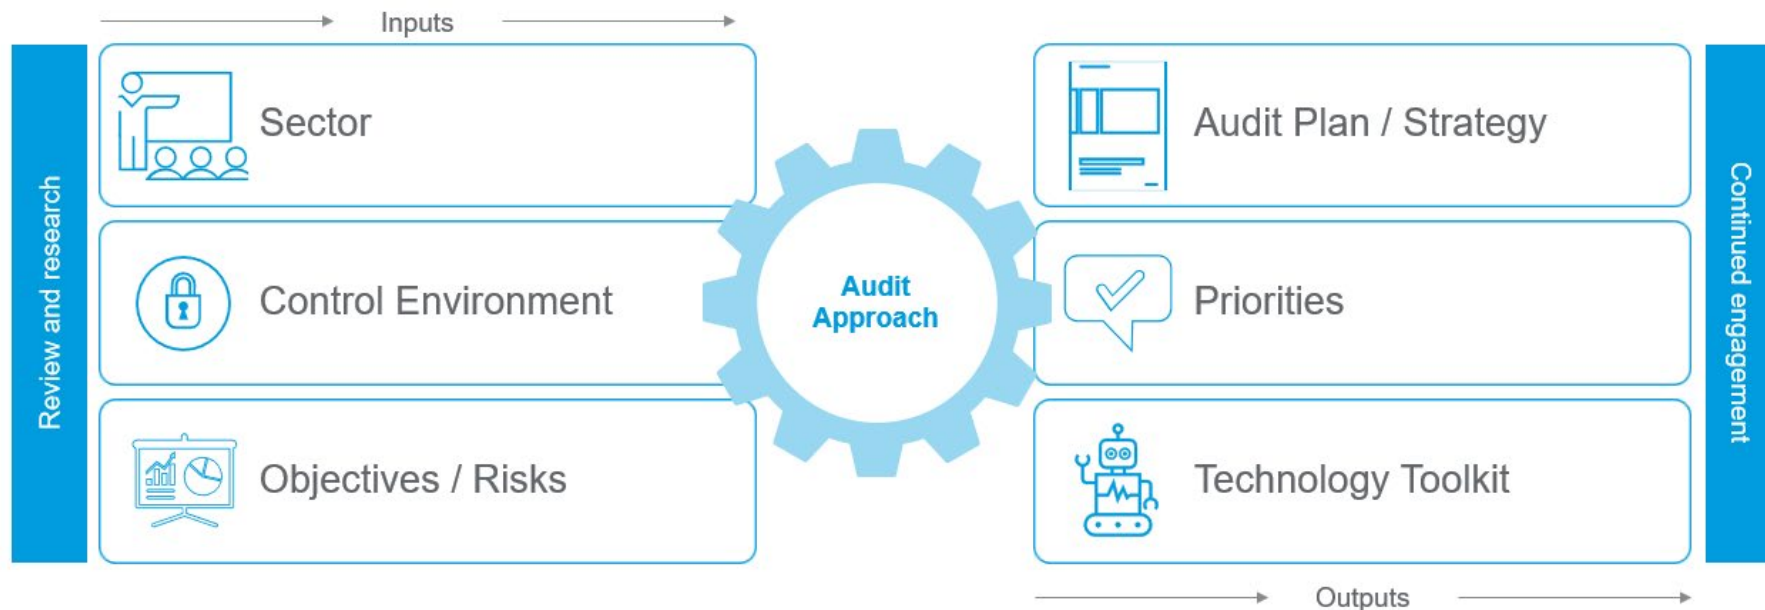 Inputs
Review and research
Sector
Control Environment
Objectives / Risks
Audit
Approach
Audit Plan / Strategy
Priorities
Technology Toolkit
Continued engagement
Outputs